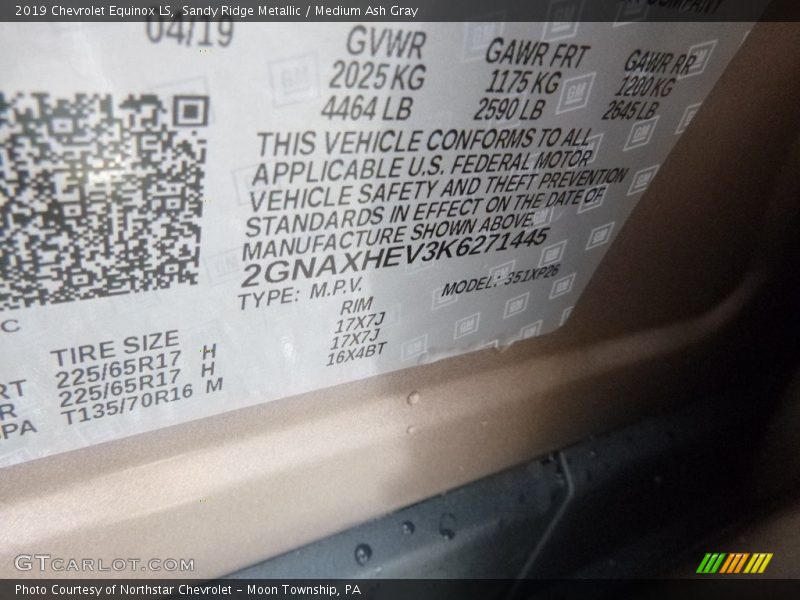 2019 Chevrolet Equinox LS, Sandy Ridge Metallic / Medium Ash Gray
04/19
GVWR
2025 KG
4464 LB
GAWR FRT
1175 KG
2590 LB
GAWR RR
1200 KG
2645 LB
THIS VEHICLE CONFORMS TO ALL
APPLICABLE U.S. FEDERAL MOTOR
VEHICLE SAFETY AND THEFT PREVENTION
STANDARDS IN EFFECT ON THE DATE OF
MANUFACTURE SHOWN ABOVE.
2GNAXHEV3K6271445
TYPE: M.P.V. MODEL: 351XP26
TIRE SIZE RIM
225/65R17 H 17X7J
225/65R17 H 17X7J
T135/70R16 M 16X4BT
GM
GTCARLOT.COM
Photo Courtesy of Northstar Chevrolet - Moon Township, PA